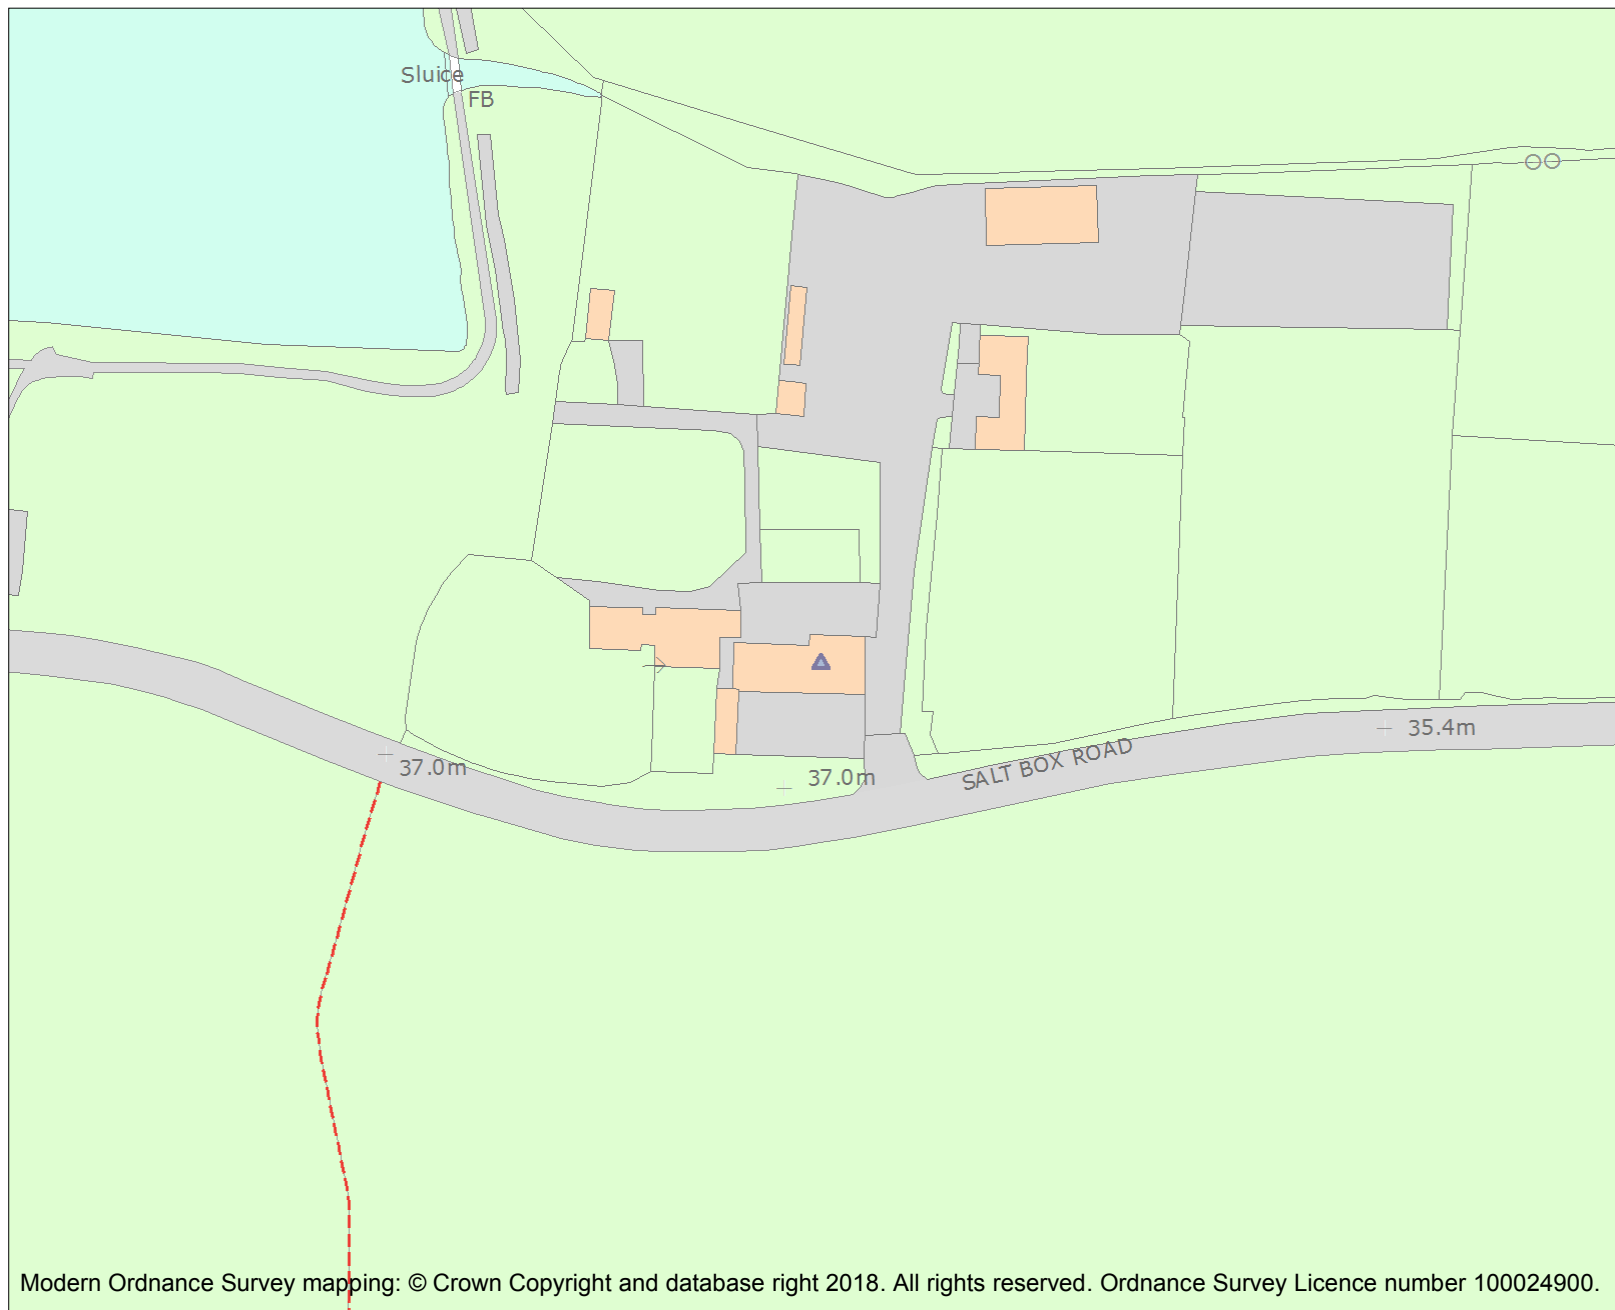 Sluice
FB
35.4m
SALT BOX ROAD
37.0m
37.0m
Modern Ordnance Survey mapping: © Crown Copyright and database right 2018. All rights reserved. Ordnance Survey Licence number 100024900.